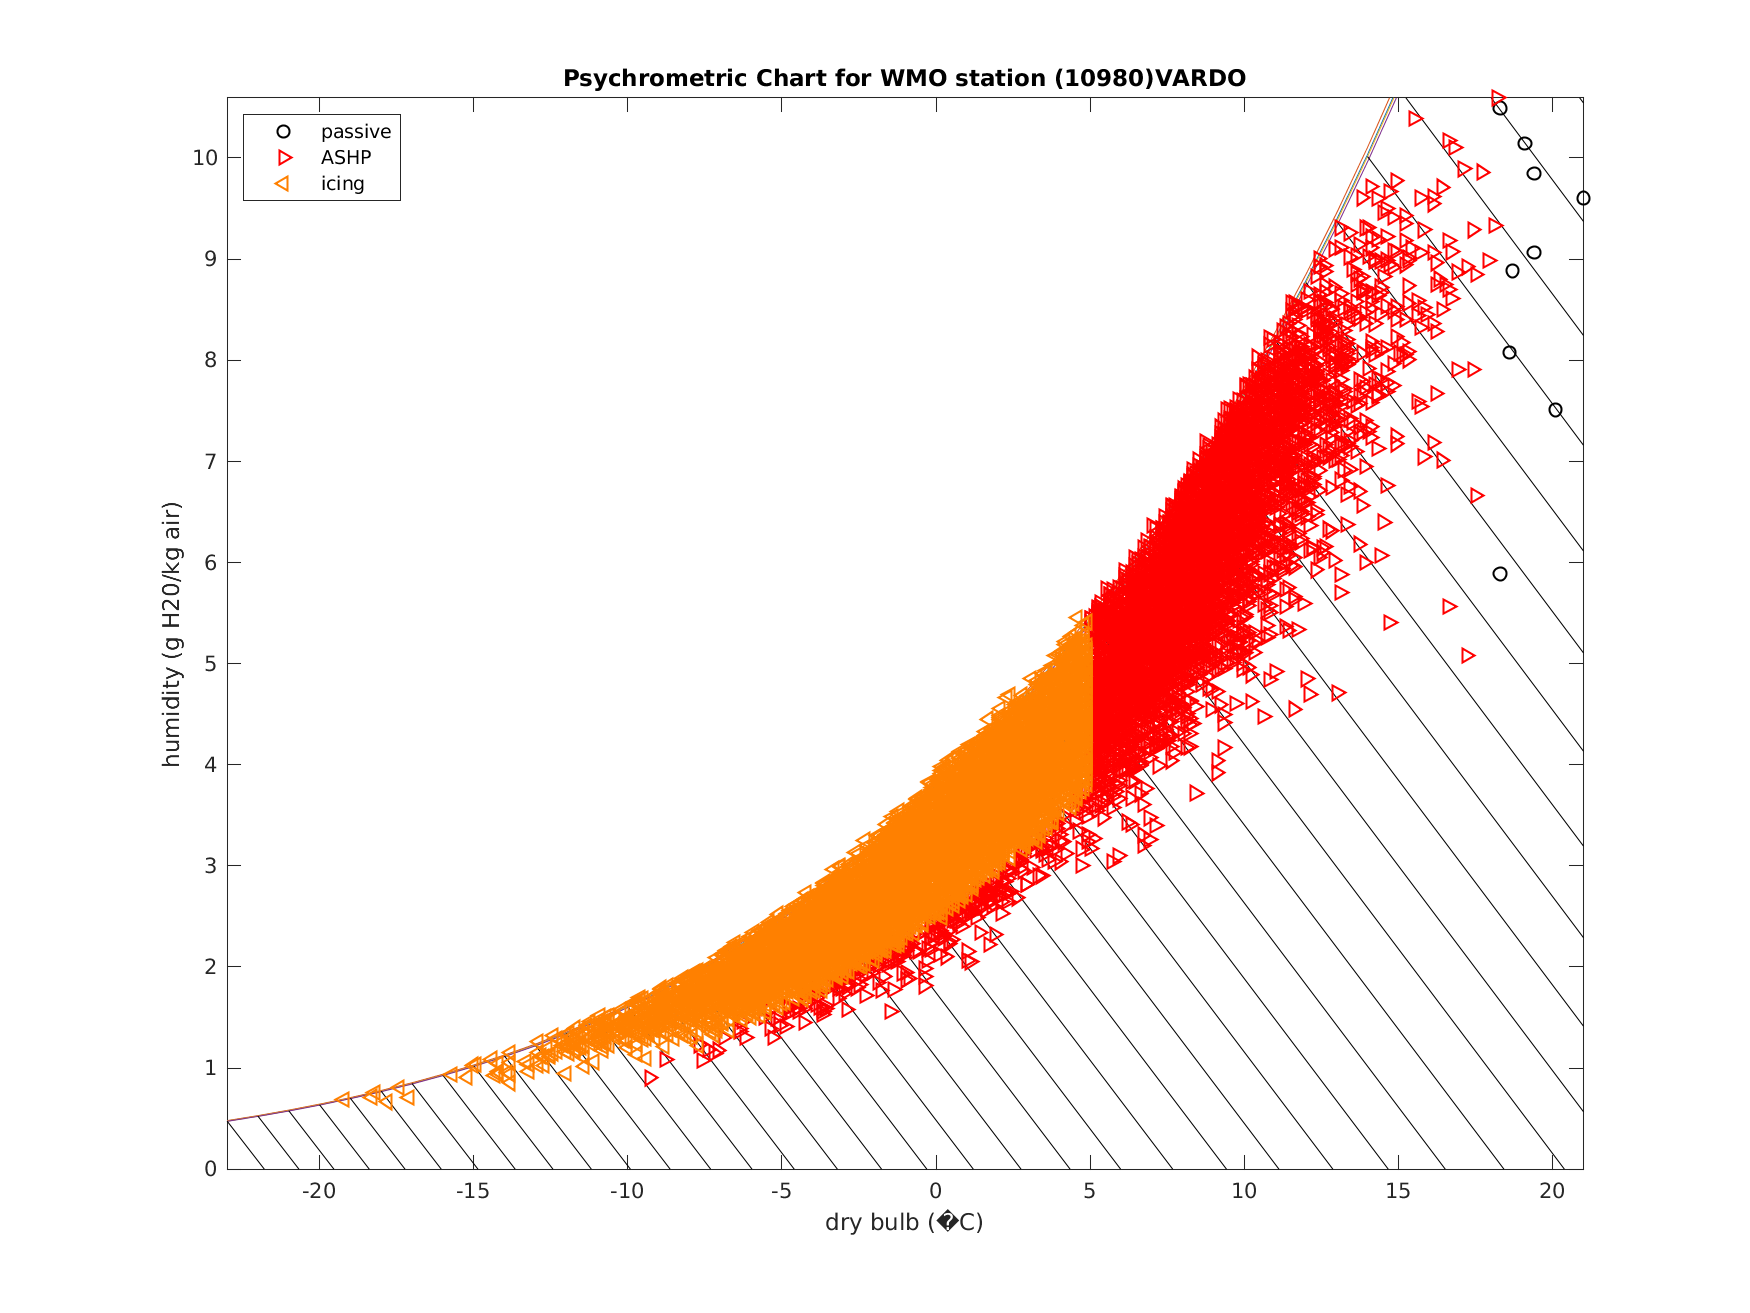 Psychrometric Chart for WMO station (10980)VARDO
passive
ASHP
icing
10
9
8
7
6
5
4
3
2
1
0
humidity (g H20/kg air)
-20 -15 -10 -5 0 5 10 15 20
dry bulb (�C)